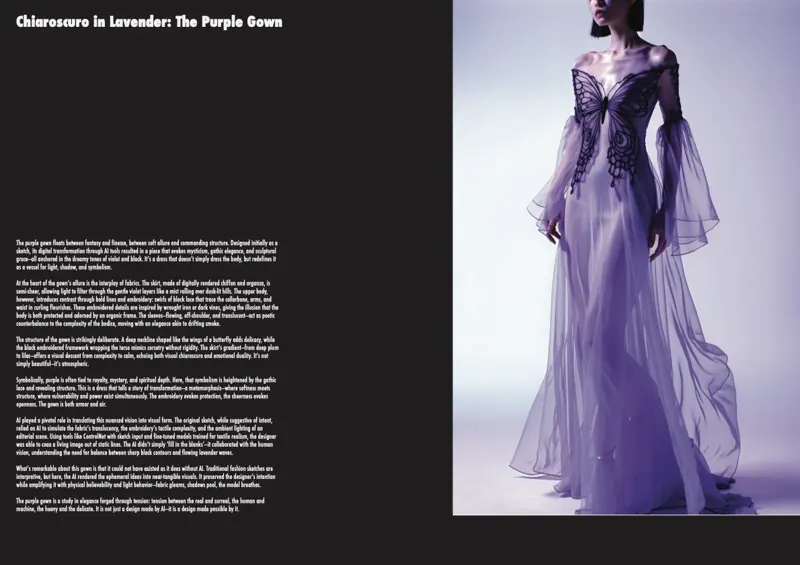 Chiaroscuro in Lavender: The Purple Gown
The purple gown floats between fantasy and finesse, between soft allure and commanding structure. Designed initially as a
sketch, its digital transformation through AI tools resulted in a piece that evokes mysticism, gothic elegance, and sculptural
grace—all anchored in the dreamy tones of violet and black. It's a dress that doesn't simply dress the body, but redefines it
as a vessel for light, shadow, and symbolism.
At the heart of the gown's allure is the interplay of fabrics. The skirt, made of digitally rendered chiffon and organza, is
semi-sheer, allowing light to filter through the gentle violet layers like a mist rolling over dusk-lit hills. The upper body,
however, introduces contrast through bold lines and embroidery: swirls of black lace that trace the collarbone, arms, and
waist in curling flourishes. These embroidered details are inspired by wrought iron or dark vines, giving the illusion that the
body is both protected and adorned by an organic frame. The sleeves—flowing, off-shoulder, and translucent—act as poetic
counterbalance to the complexity of the bodice, moving with an elegance akin to drifting smoke.
The structure of the gown is strikingly deliberate. A deep neckline shaped like the wings of a butterfly adds delicacy, while
the black embroidered framework wrapping the torso mimics corsetry without rigidity. The skirt's gradient—from deep plum
to lilac—offers a visual descent from complexity to calm, echoing both visual chiaroscuro and emotional duality. It's not
simply beautiful—it's atmospheric.
Symbolically, purple is often tied to royalty, mystery, and spiritual depth. Here, that symbolism is heightened by the gothic
lace and revealing structure. This is a dress that tells a story of transformation—a metamorphosis—where softness meets
structure, where vulnerability and power exist simultaneously. The embroidery evokes protection, the sheerness evokes
openness. The gown is both armor and air.
AI played a pivotal role in translating this nuanced vision into visual form. The original sketch, while suggestive of intent,
relied on AI to simulate the fabric's translucency, the embroidery's tactile complexity, and the ambient lighting of an
editorial scene. Using tools like ControlNet with sketch input and fine-tuned models trained for textile realism, the designer
was able to coax a living image out of static lines. The AI didn't simply 'fill in the blanks'—it collaborated with the human
vision, understanding the need for balance between sharp black contours and flowing lavender waves.
What's remarkable about this gown is that it could not have existed as it does without AI. Traditional fashion sketches are
interpretive, but here, the AI rendered the ephemeral ideas into near-tangible visuals. It preserved the designer's intention
while amplifying it with physical believability and light behavior—fabric gleams, shadows peel, the model breathes.
The purple gown is a study in elegance forged through tension: tension between the real and surreal, the human and
machine, the heavy and the delicate. It is not just a design made by AI—it is a design made possible by it.